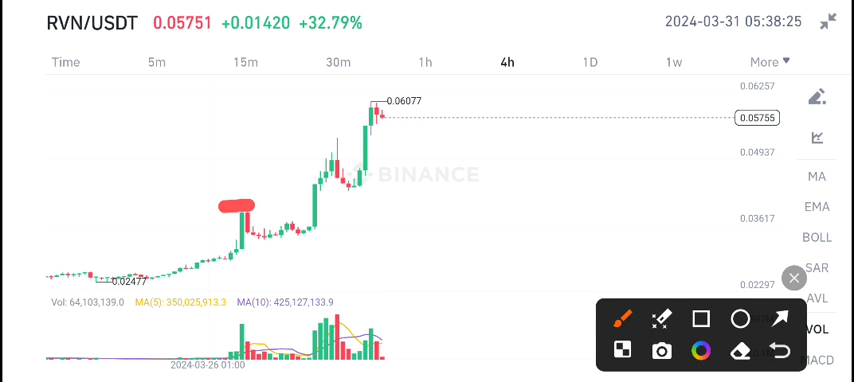 RVN/USDT 0.05751 +0.01420 +32.79% 2024-03-31 05:38:25
Time 5m 15m 30m 1h 4h 1D 1w More
0.06257
0.06077
0.05755
0.04937
BINANCE
0.03617
0.02477
0.02297
MA
EMA
BOLL
SAR
AVL
VOL
MACD
Vol: 64,103,139.0 MA(5): 350,025,913.3 MA(10): 425,127,133.9
2024-03-26 01:00